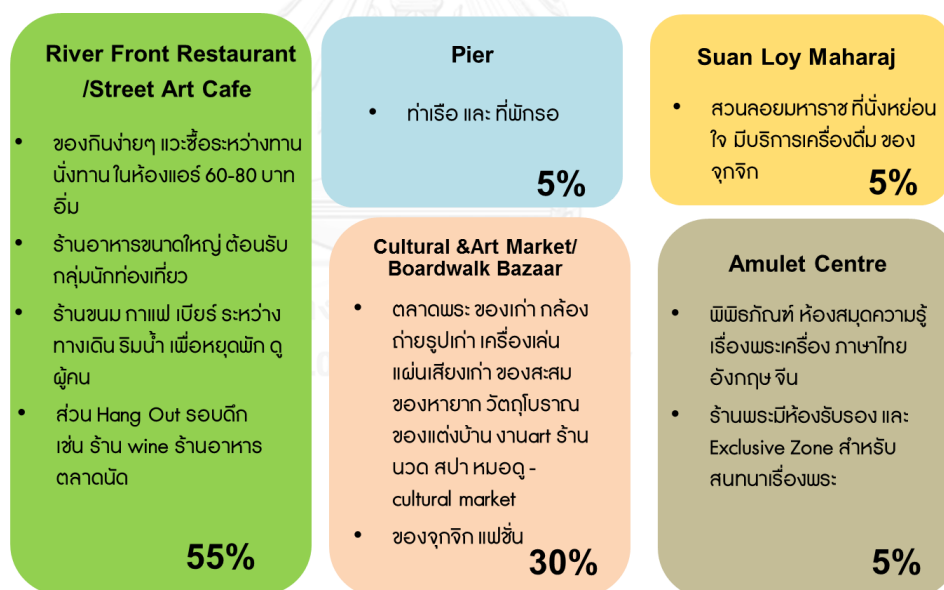 River Front Restaurant
/Street Art Cafe
• ของกินง่ายๆ แวะซื้อระหว่างทาน
นั่งทาน ในห้องแอร์ 60-80 บาท
อิ่ม
• ร้านอาหารขนาดใหญ่ ต้อนรับ
กลุ่มนักท่องเที่ยว
• ร้านขนม กาแฟ เบียร์ ระหว่าง
ทางเดิน ริมน้ำ เพื่อหยุดพัก ดู
ผู้คน
• ส่วน Hang Out รอบดึก
เช่น ร้าน wine ร้านอาหาร
ตลาดนัด
55%
Pier
• ท่าเรือ และ ที่พักรอ
5%
Suan Loy Maharaj
• สวนลอยมหาราช ที่นั่งหย่อน
ใจ มีบริการเครื่องดื่ม ของ
จุกจิก
5%
Cultural &Art Market/
Boardwalk Bazaar
• ตลาดพระ ของเก่า กล้อง
ถ่ายรูปเก่า เครื่องเล่น
แผ่นเสียงเก่า ของสะสม
ของหายาก วัตถุโบราณ
ของแต่งบ้าน งานart ร้าน
นวด สปา หมอดู -
cultural market
• ของจุกจิก แฟชั่น
30%
Amulet Centre
• พิพิธภัณฑ์ ห้องสมุดความรู้
เรื่องพระเครื่อง ภาษาไทย
อังกฤษ จีน
• ร้านพระมีห้องรับรอง และ
Exclusive Zone สำหรับ
สนทนาเรื่องพระ
5%